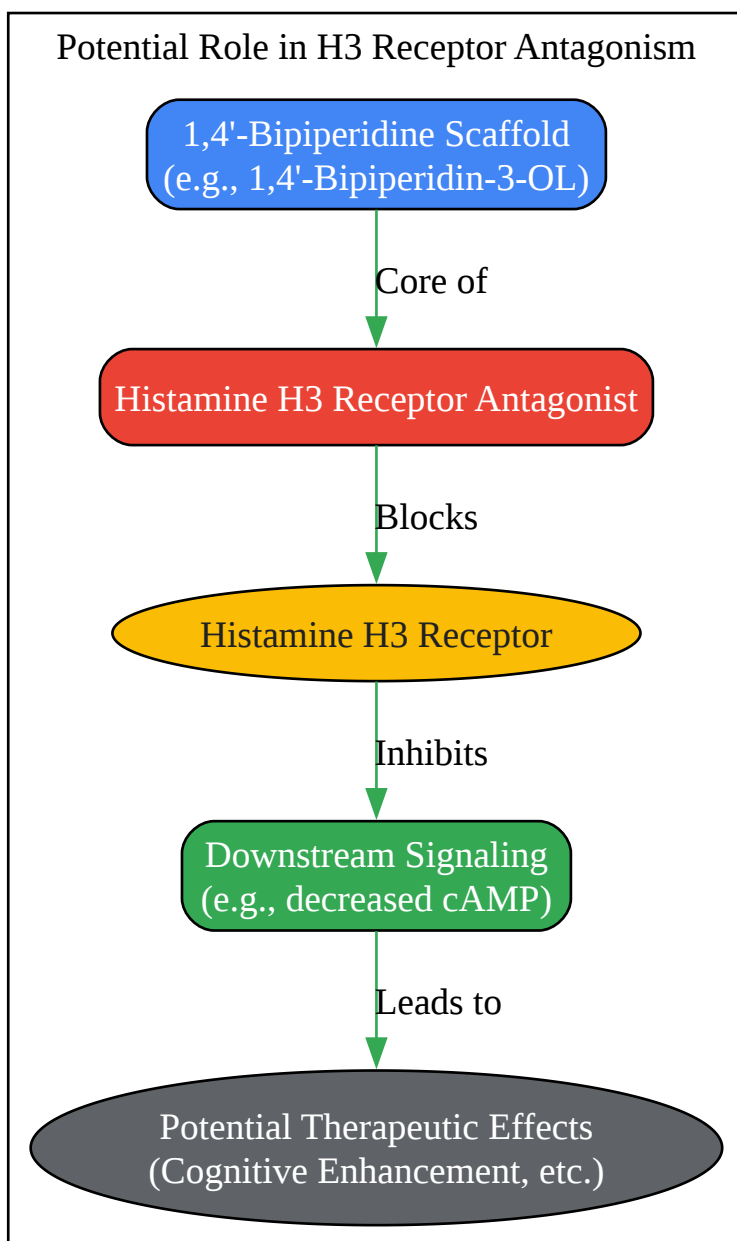 Potential Role in H3 Receptor Antagonism
1,4'-Bipiperidine Scaffold
(e.g., 1,4'-Bipiperidin-3-OL)
Core of
Histamine H3 Receptor Antagonist
Blocks
Histamine H3 Receptor
Inhibits
Downstream Signaling
(e.g., decreased cAMP)
Leads to
Potential Therapeutic Effects
(Cognitive Enhancement, etc.)